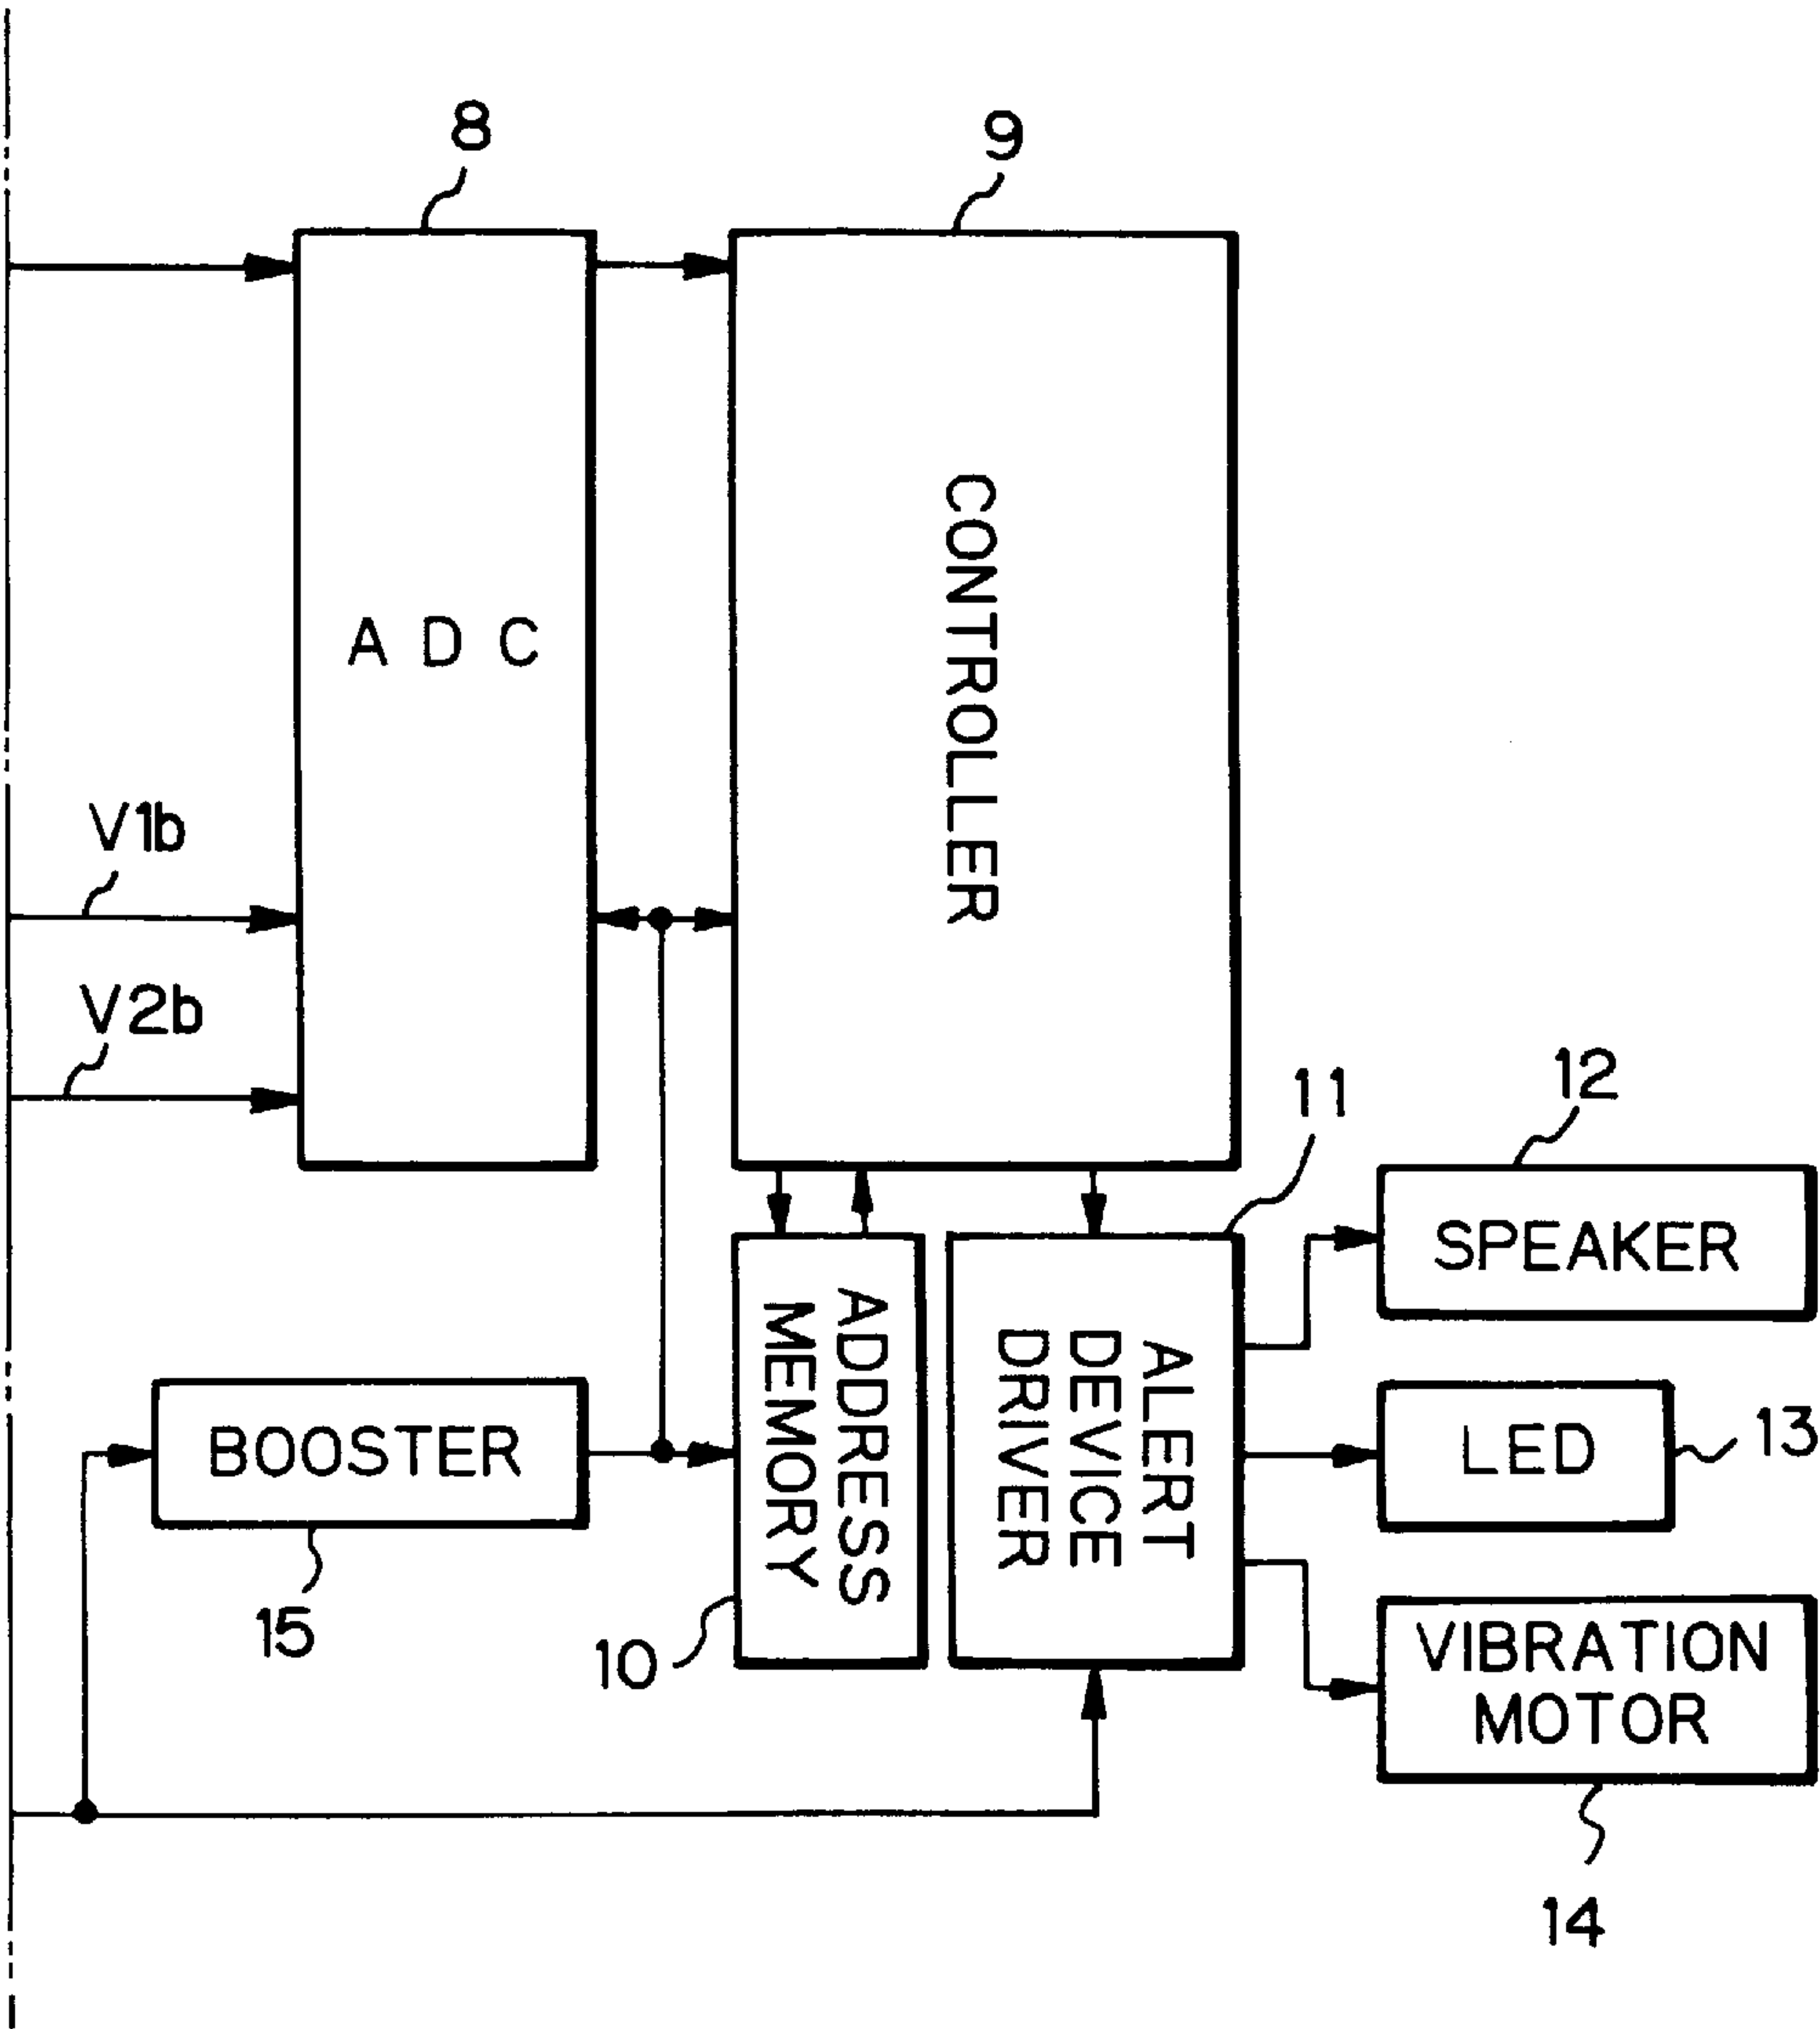 8
9
A D C
CONTROLLER
V1b
V2b
11
12
SPEAKER
ADDRESS
MEMORY
ALERT
DEVICE
DRIVER
BOOSTER
LED
13
15
10
VIBRATION
MOTOR
14